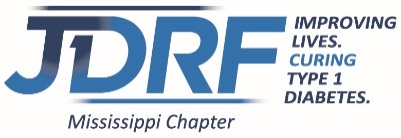 JDRF
IMPROVING
LIVES.
CURING
TYPE 1
DIABETES.
Mississippi Chapter